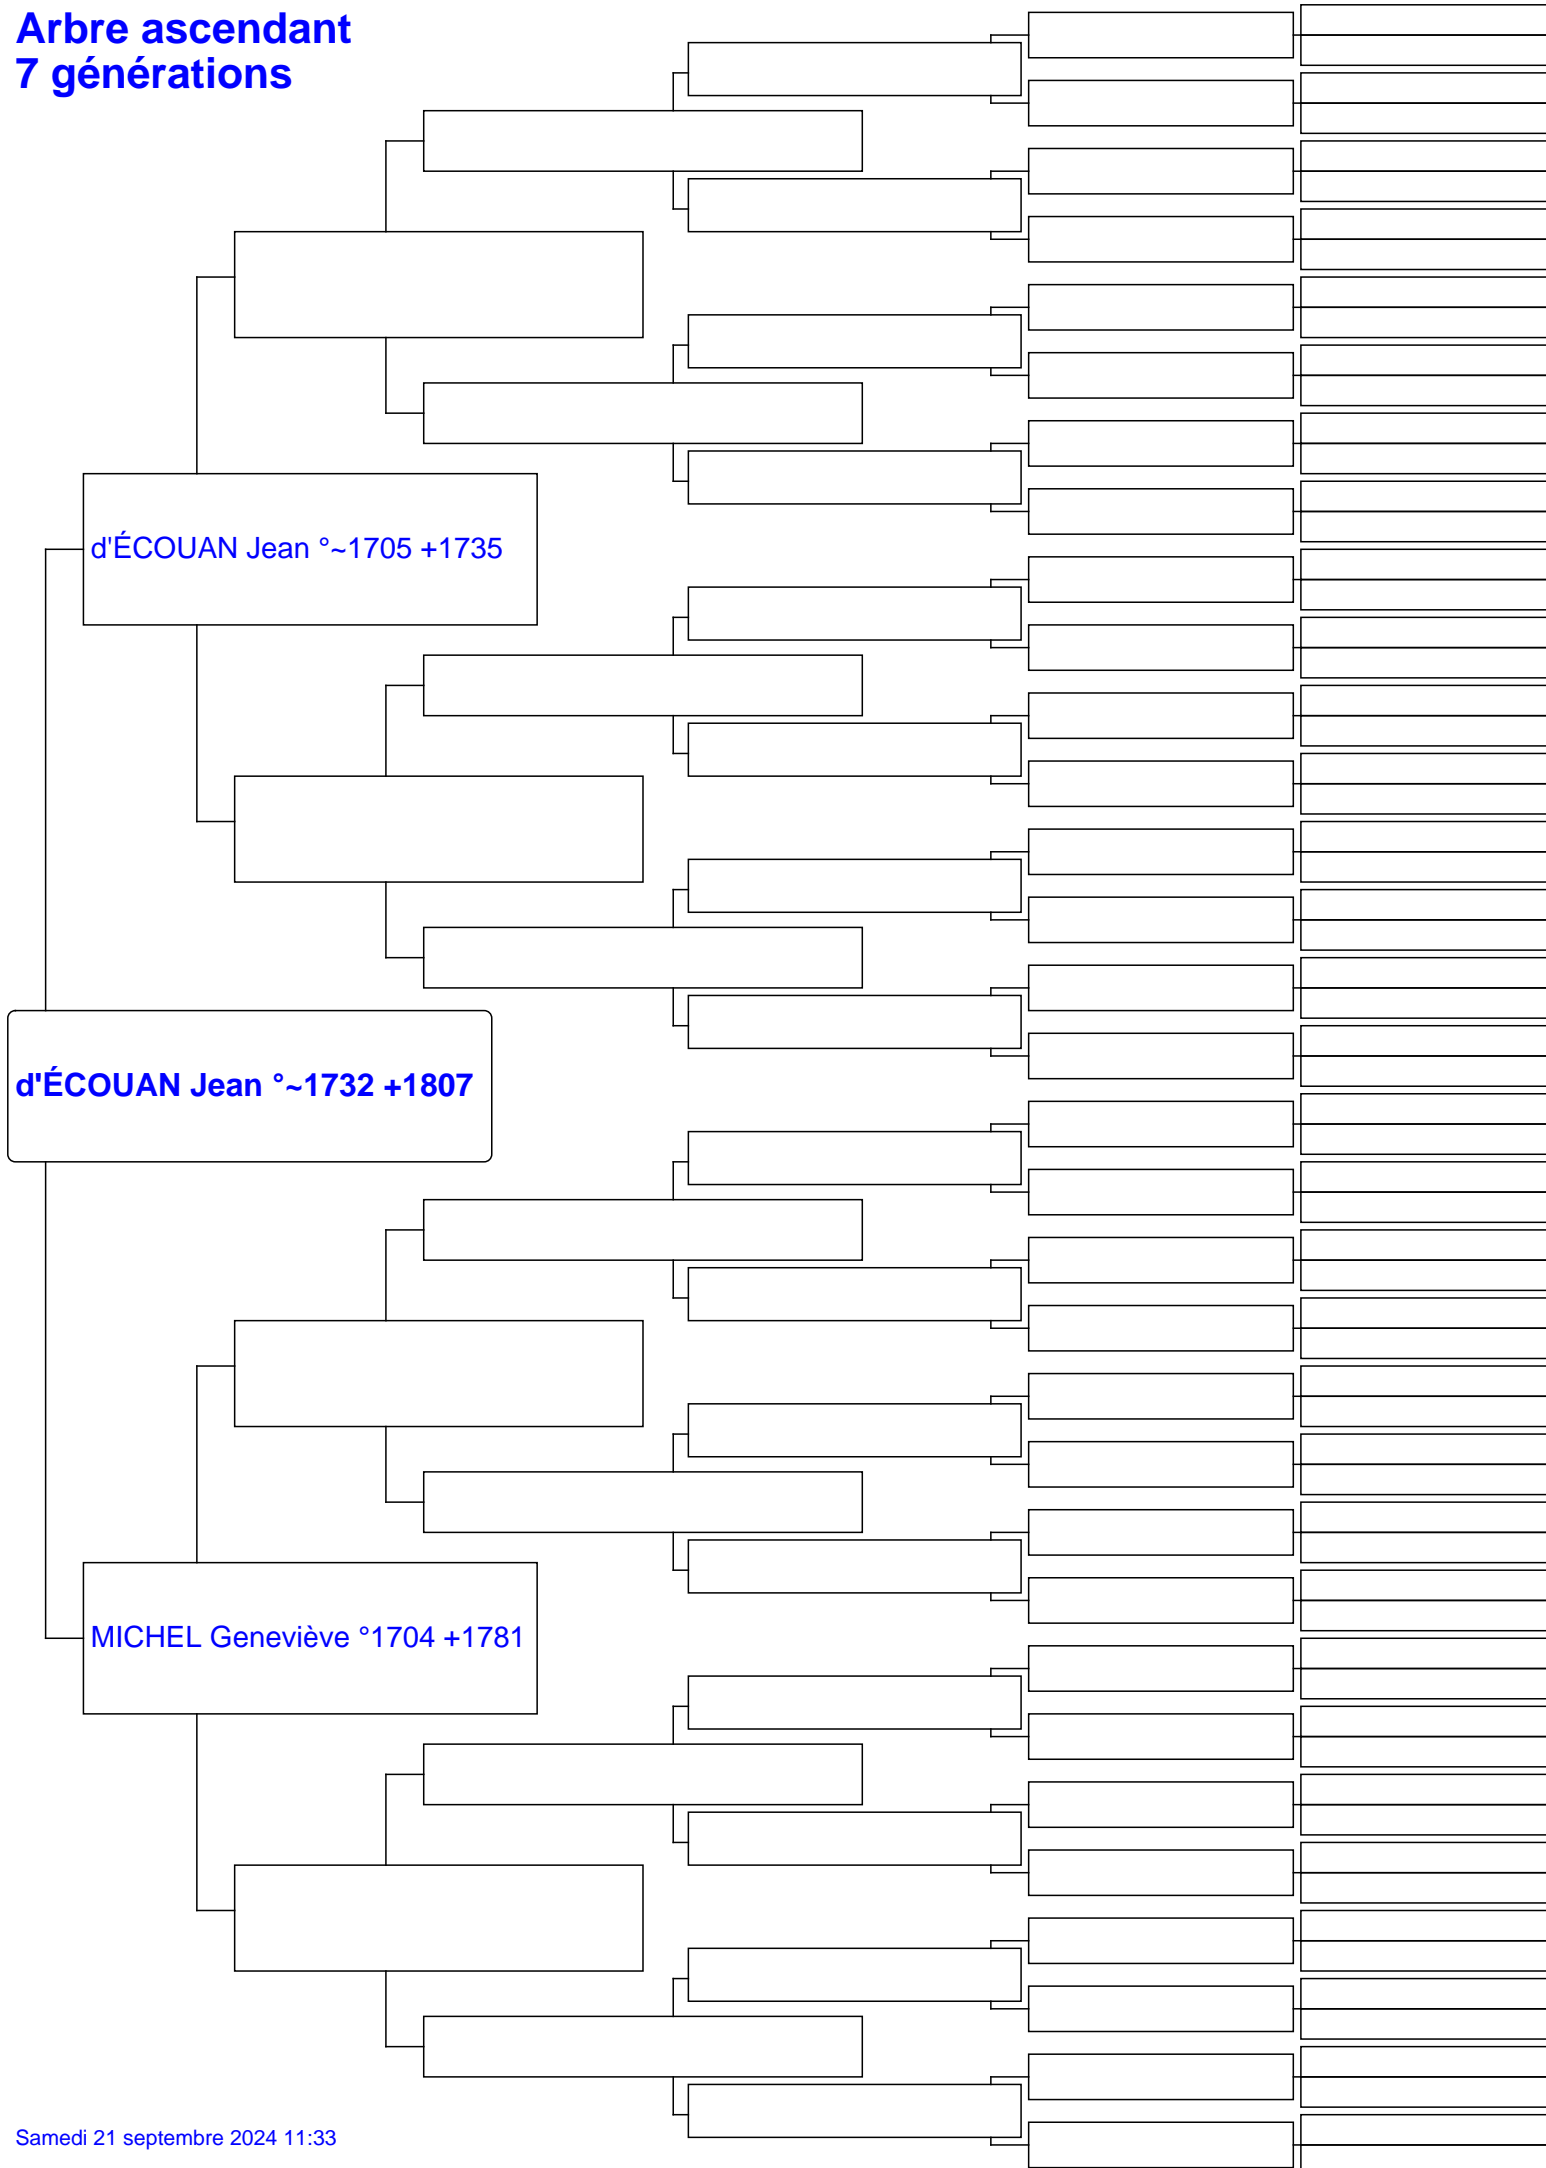 Arbre ascendant
7 générations
d'ÉCOUAN Jean °~1705 +1735
d'ÉCOUAN Jean °~1732 +1807
MICHEL Geneviève °1704 +1781
Samedi 21 septembre 2024 11:33